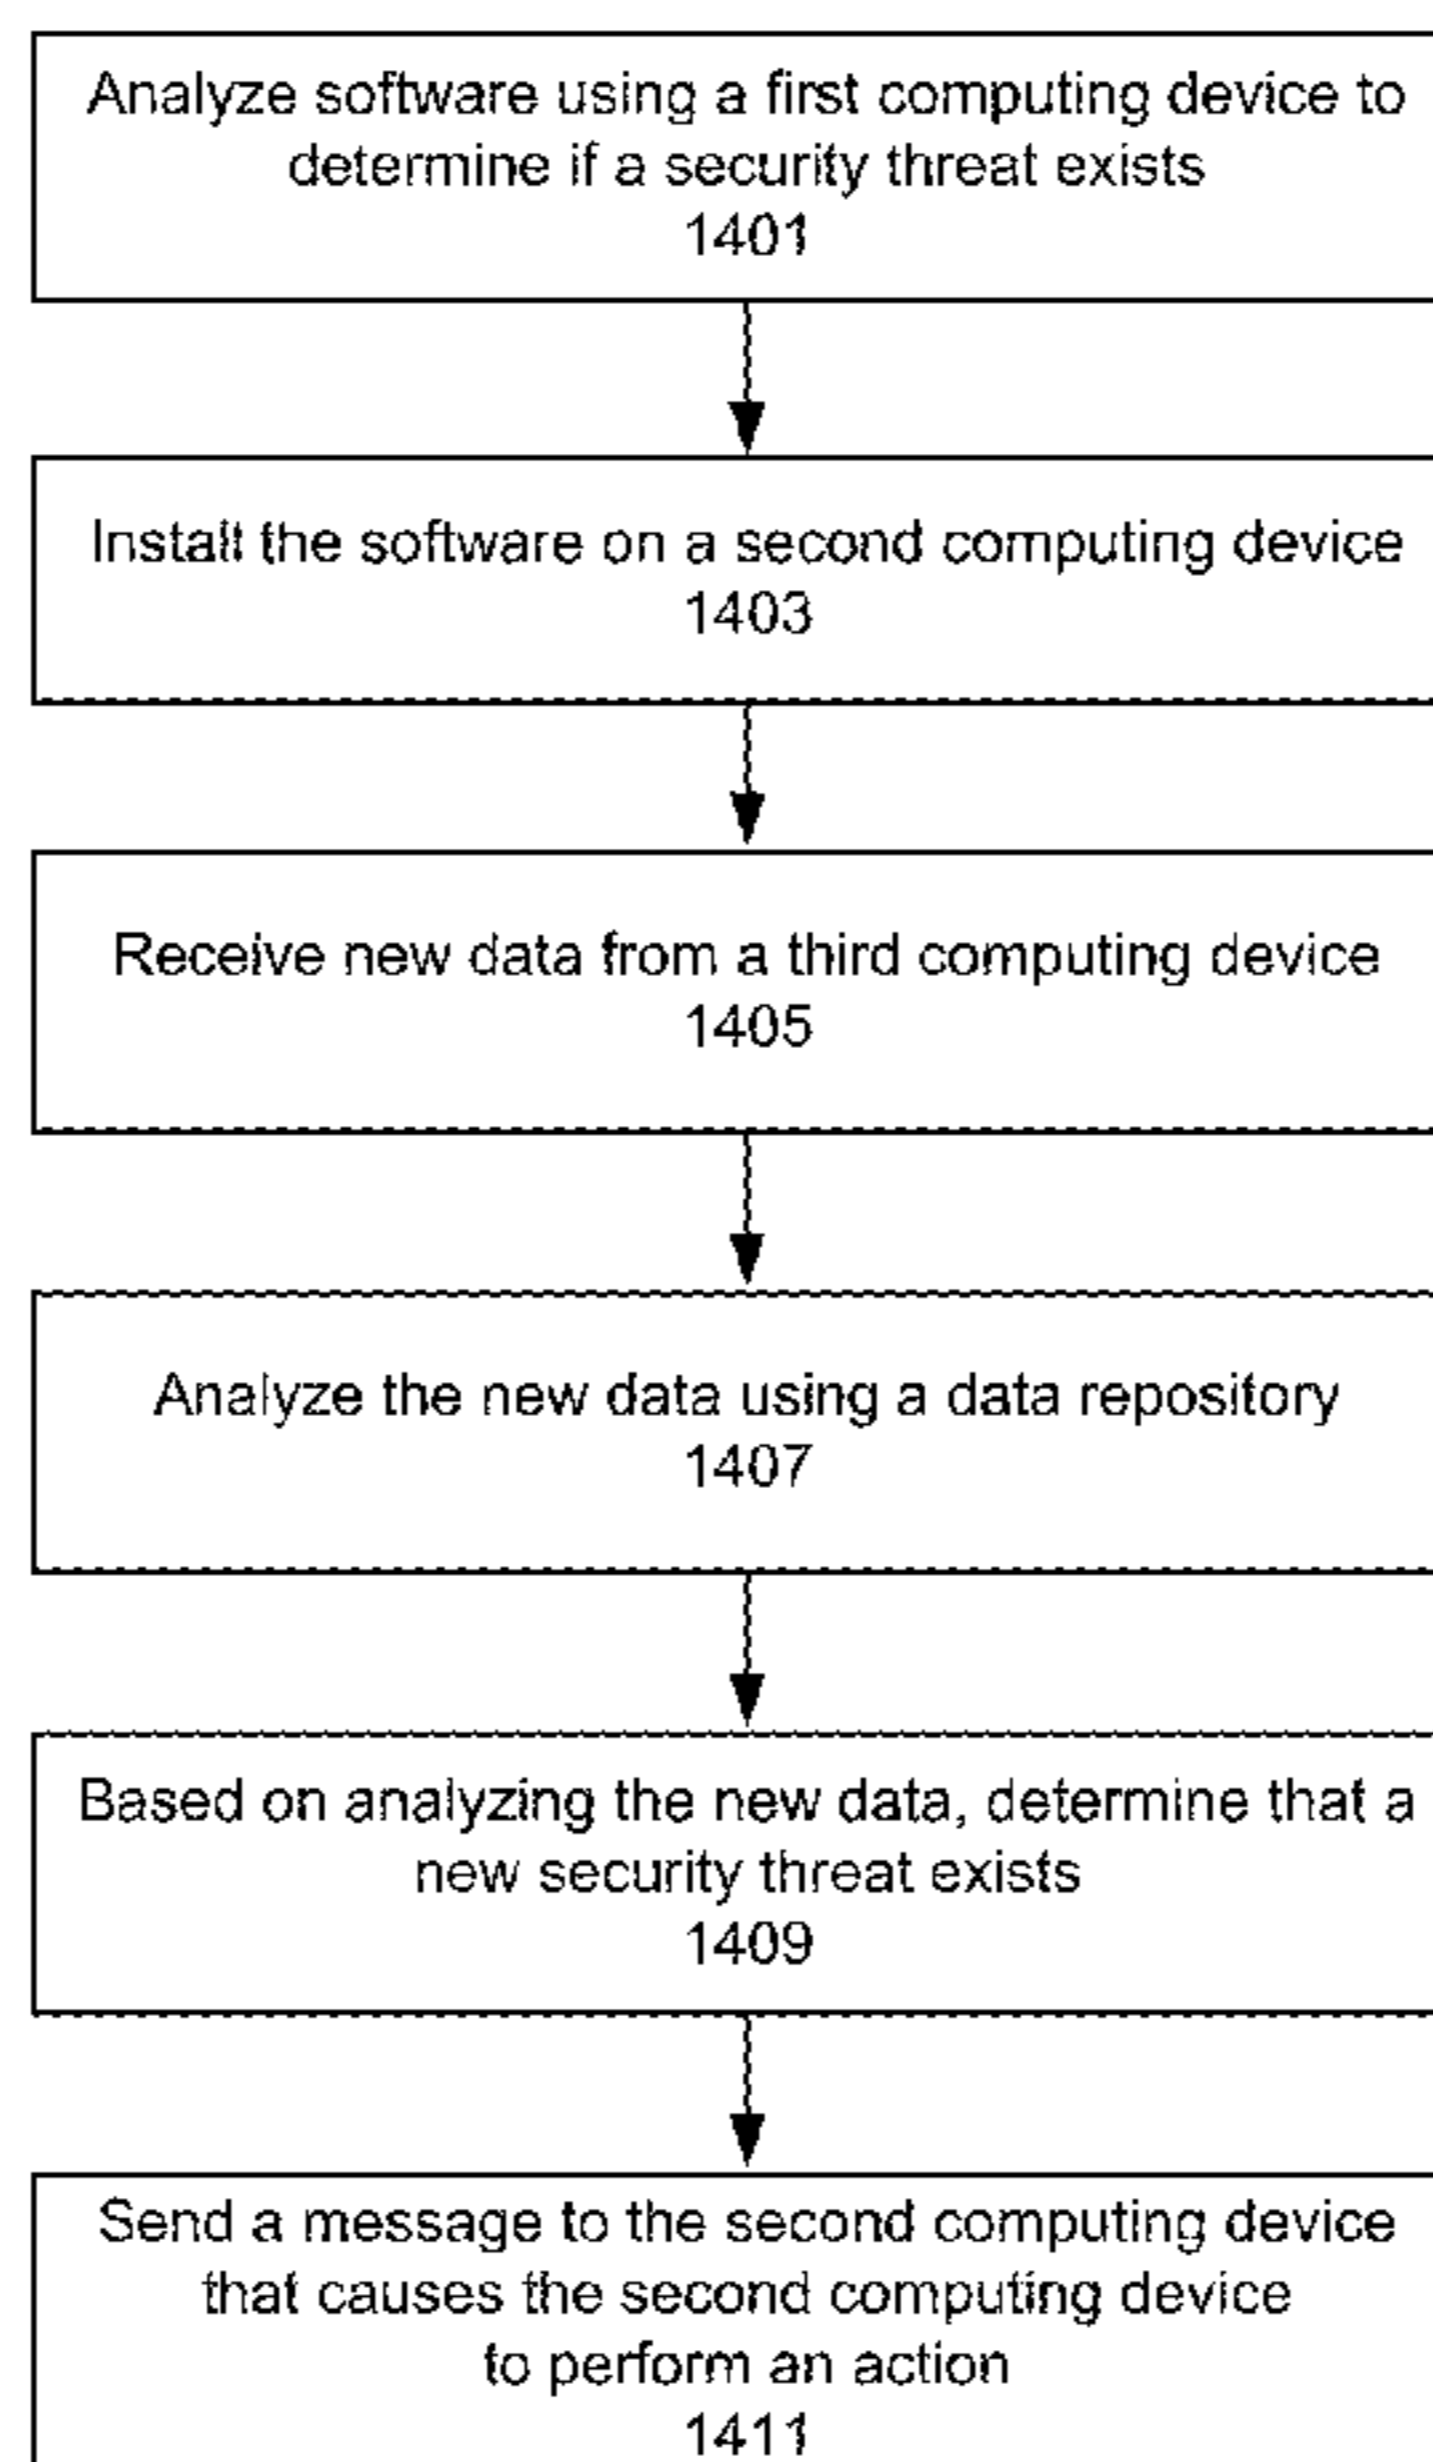 Analyze software using a first computing device to
determine if a security threat exists
1401
Install the software on a second computing device
1403
Receive new data from a third computing device
1405
Analyze the new data using a data repository
1407
Based on analyzing the new data, determine that a
new security threat exists
1409
Send a message to the second computing device
that causes the second computing device
to perform an action
1411